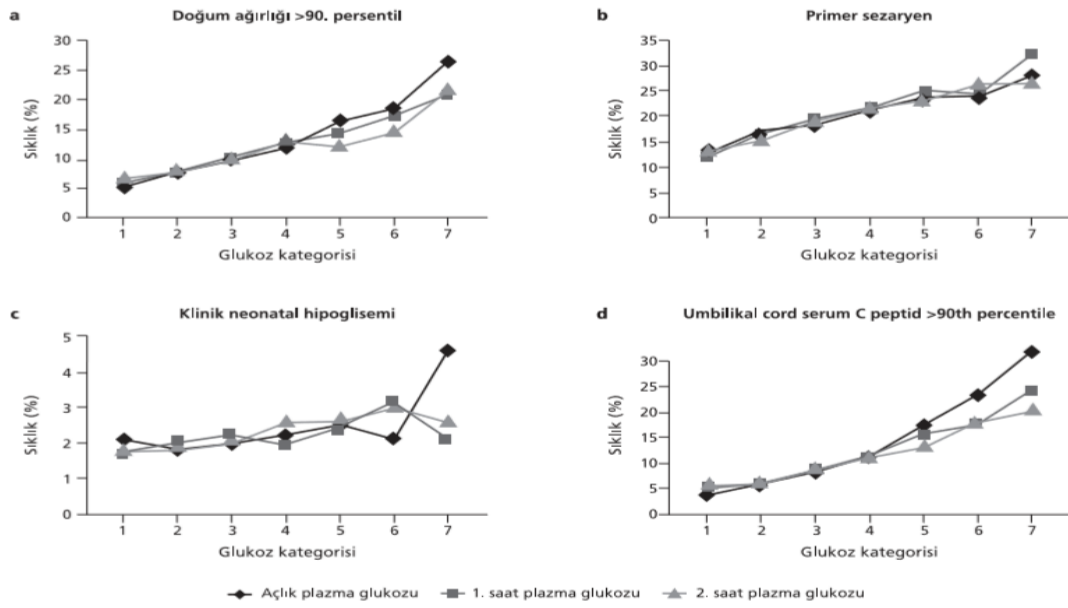 a Doğum ağırlığı >90. persentil
30
25
20
15
10
5
0
Sıklık (%)
1 2 3 4 5 6 7
Glukoz kategorisi
b Primer sezaryen
35
30
25
20
15
10
5
0
Sıklık (%)
1 2 3 4 5 6 7
Glukoz kategorisi
c Klinik neonatal hipoglisemi
5
4
3
2
1
0
Sıklık (%)
1 2 3 4 5 6 7
Glukoz kategorisi
d Umbilikal cord serum C peptid >90th percentile
30
25
20
15
10
5
0
Sıklık (%)
1 2 3 4 5 6 7
Glukoz kategorisi
Açlık plazma glukozu 1. saat plazma glukozu 2. saat plazma glukozu